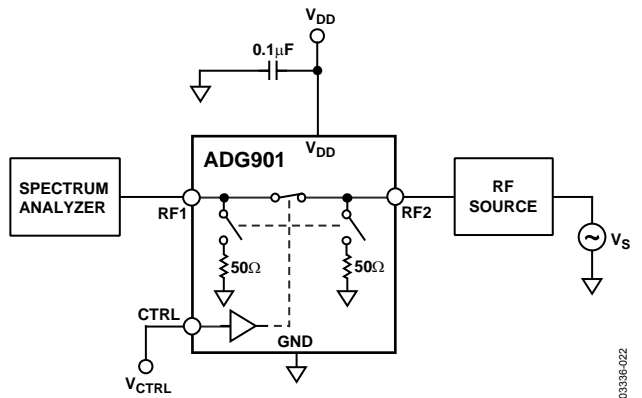 VDD
0.1μF
VDD
ADG901
SPECTRUM
ANALYZER
RF1
RF2
RF
SOURCE
~
VS
50Ω
50Ω
CTRL
GND
VCTRL
03336-022